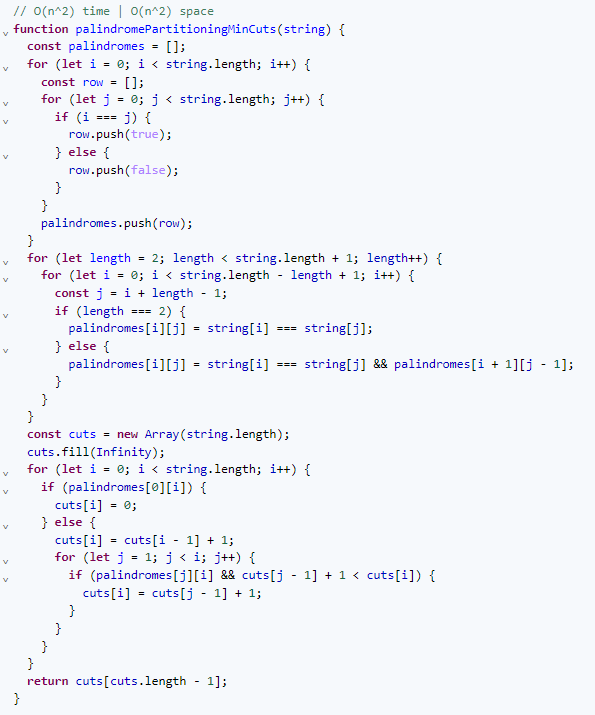 // O(n^2) time | O(n^2) space
function palindromePartitioningMinCuts(string) {
  const palindromes = [];
  for (let i = 0; i < string.length; i++) {
    const row = [];
    for (let j = 0; j < string.length; j++) {
      if (i === j) {
        row.push(true);
      } else {
        row.push(false);
      }
    }
    palindromes.push(row);
  }
  for (let length = 2; length < string.length + 1; length++) {
    for (let i = 0; i < string.length - length + 1; i++) {
      const j = i + length - 1;
      if (length === 2) {
        palindromes[i][j] = string[i] === string[j];
      } else {
        palindromes[i][j] = string[i] === string[j] && palindromes[i + 1][j - 1];
      }
    }
  }
  const cuts = new Array(string.length);
  cuts.fill(Infinity);
  for (let i = 0; i < string.length; i++) {
    if (palindromes[0][i]) {
      cuts[i] = 0;
    } else {
      cuts[i] = cuts[i - 1] + 1;
      for (let j = 1; j < i; j++) {
        if (palindromes[j][i] && cuts[j - 1] + 1 < cuts[i]) {
          cuts[i] = cuts[j - 1] + 1;
        }
      }
    }
  }
  return cuts[cuts.length - 1];
}